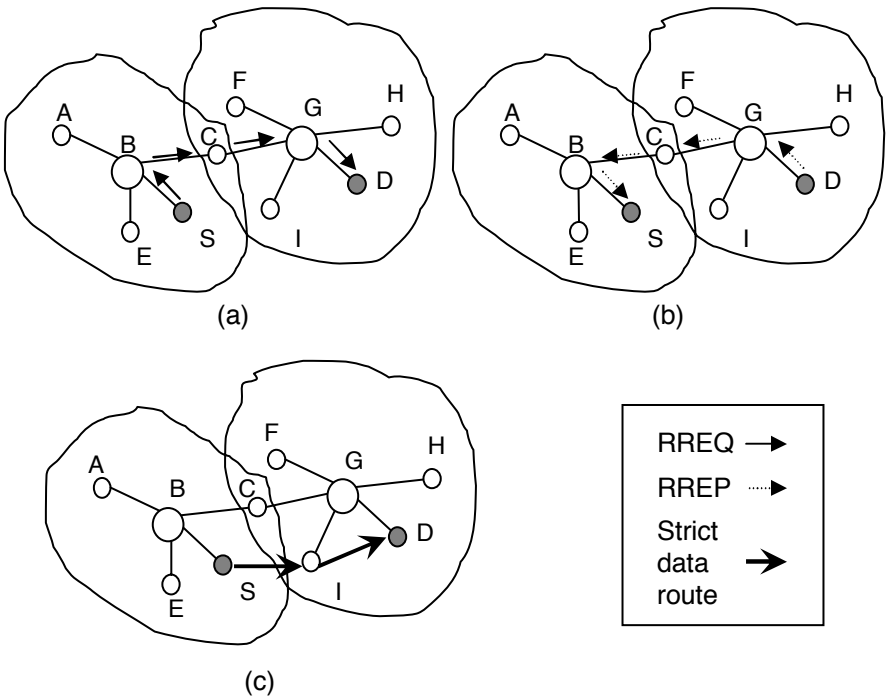 A
B
C
E
S
F
G
H
D
I
(a)
A
B
C
E
S
F
G
H
D
I
(b)
A
B
C
E
S
F
G
H
D
I
(c)
RREQ
RREP
Strict
data
route